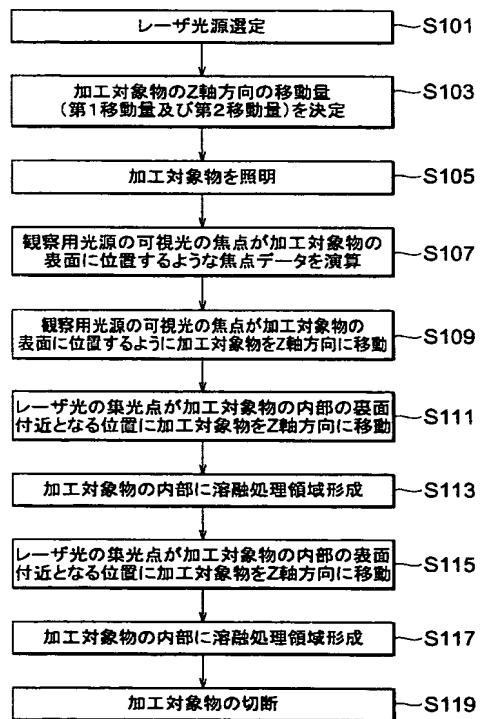 レーザ光源選定
S101
加工対象物のZ軸方向の移動量
(第1移動量及び第2移動量)を決定
S103
加工対象物を照明
S105
観察用光源の可視光の焦点が加工対象物の
表面に位置するような焦点データを演算
S107
観察用光源の可視光の焦点が加工対象物の
表面に位置するように加工対象物をZ軸方向に移動
S109
レーザ光の集光点が加工対象物の内部の裏面
付近となる位置に加工対象物をZ軸方向に移動
S111
加工対象物の内部に溶融処理領域形成
S113
レーザ光の集光点が加工対象物の内部の表面
付近となる位置に加工対象物をZ軸方向に移動
S115
加工対象物の内部に溶融処理領域形成
S117
加工対象物の切断
S119